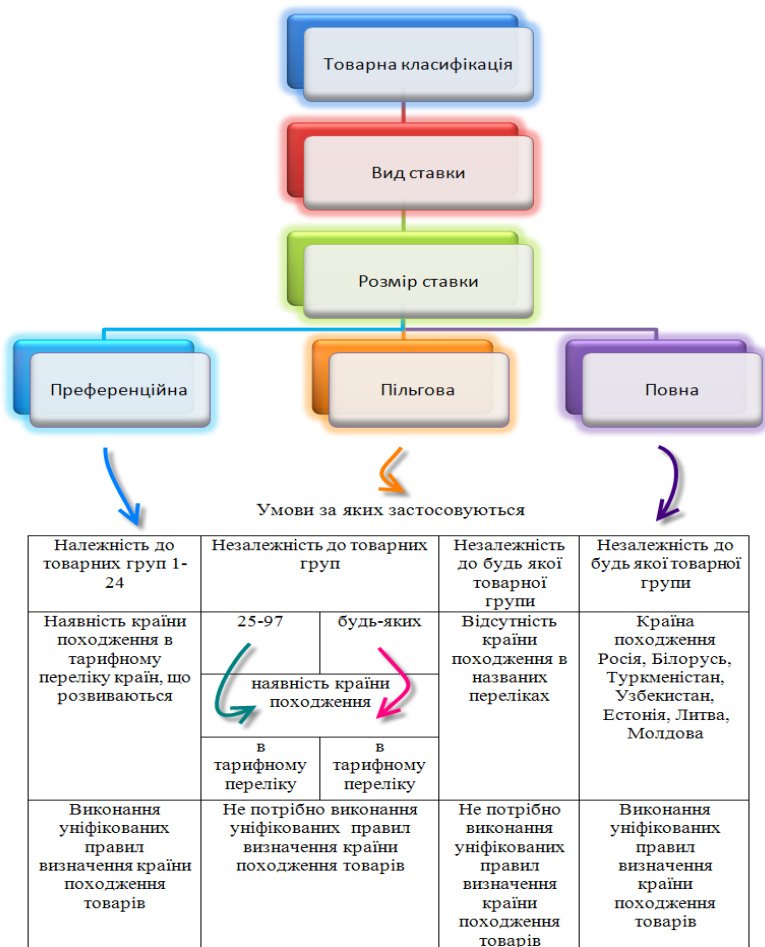 Товарна класифікація
Вид ставки
Розмір ставки
Преференційна
Пільгова
Повна
Умови за яких застосовуються
Належність до
товарних груп 1-
24
Незалежність до товарних
груп
Незалежність
до будь якої
товарної
групи
Незалежність до
будь якої товарної
групи
Наявність країни
походження в
тарифному
переліку країн, що
розвиваються
25-97
будь-яких
наявність країни
походження
в
тарифному
переліку
в
тарифному
переліку
Відсутність
країни
походження в
названих
переліках
Країна
походження
Росія, Білорусь,
Туркменістан,
Узбекистан,
Естонія, Литва,
Молдова
Виконання
уніфікованих
правил
визначення країни
походження
товарів
Не потрібно виконання
уніфікованих правил
визначення країни
походження товарів
Не потрібно
виконання
уніфікованих
правил
визначення
країни
походження
товарів
Виконання
уніфікованих
правил
визначення
країни
походження
товарів